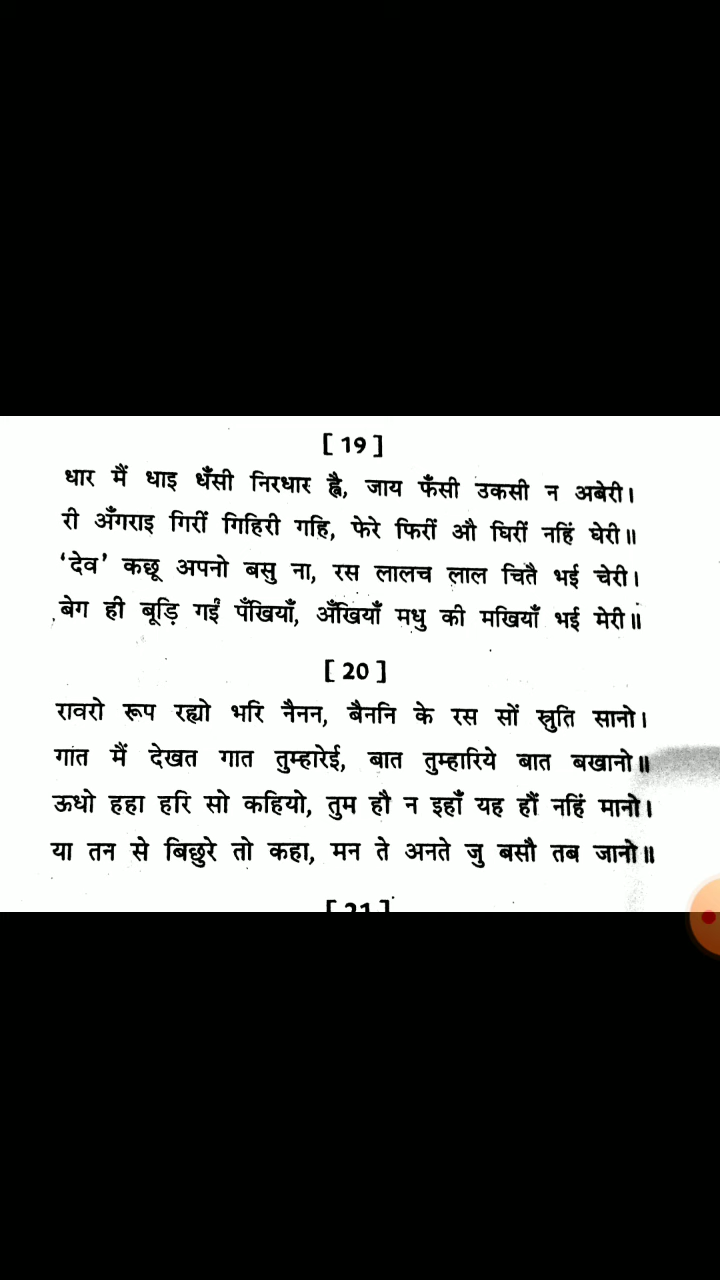 [ 19 ]
धार मैं धाइ धँसी निरधार ह्वै, जाय फँसी उकसी न अबेरी।
री अँगराइ गिरीं गिहिरी गहि, फेरे फिरीं औ घिरीं नहिं घेरी॥
‘देव’ कछू अपनो बसु ना, रस लालच लाल चितै भई चेरी।
बेग ही बूड़ि गईं पँखियाँ, अँखियाँ मधु की मखियाँ भई मेरी॥
[ 20 ]
रावरो रूप रह्यो भरि नैनन, बैननि के रस सों स्रुति सानो।
गात मैं देखत गात तुम्हारेई, बात तुम्हारिये बात बखानो॥
ऊधो हहा हरि सो कहियो, तुम हौ न इहाँ यह हौं नहिं मानो।
या तन से बिछुरे तो कहा, मन ते अनते जु बसौ तब जानो॥
[ 21 ]